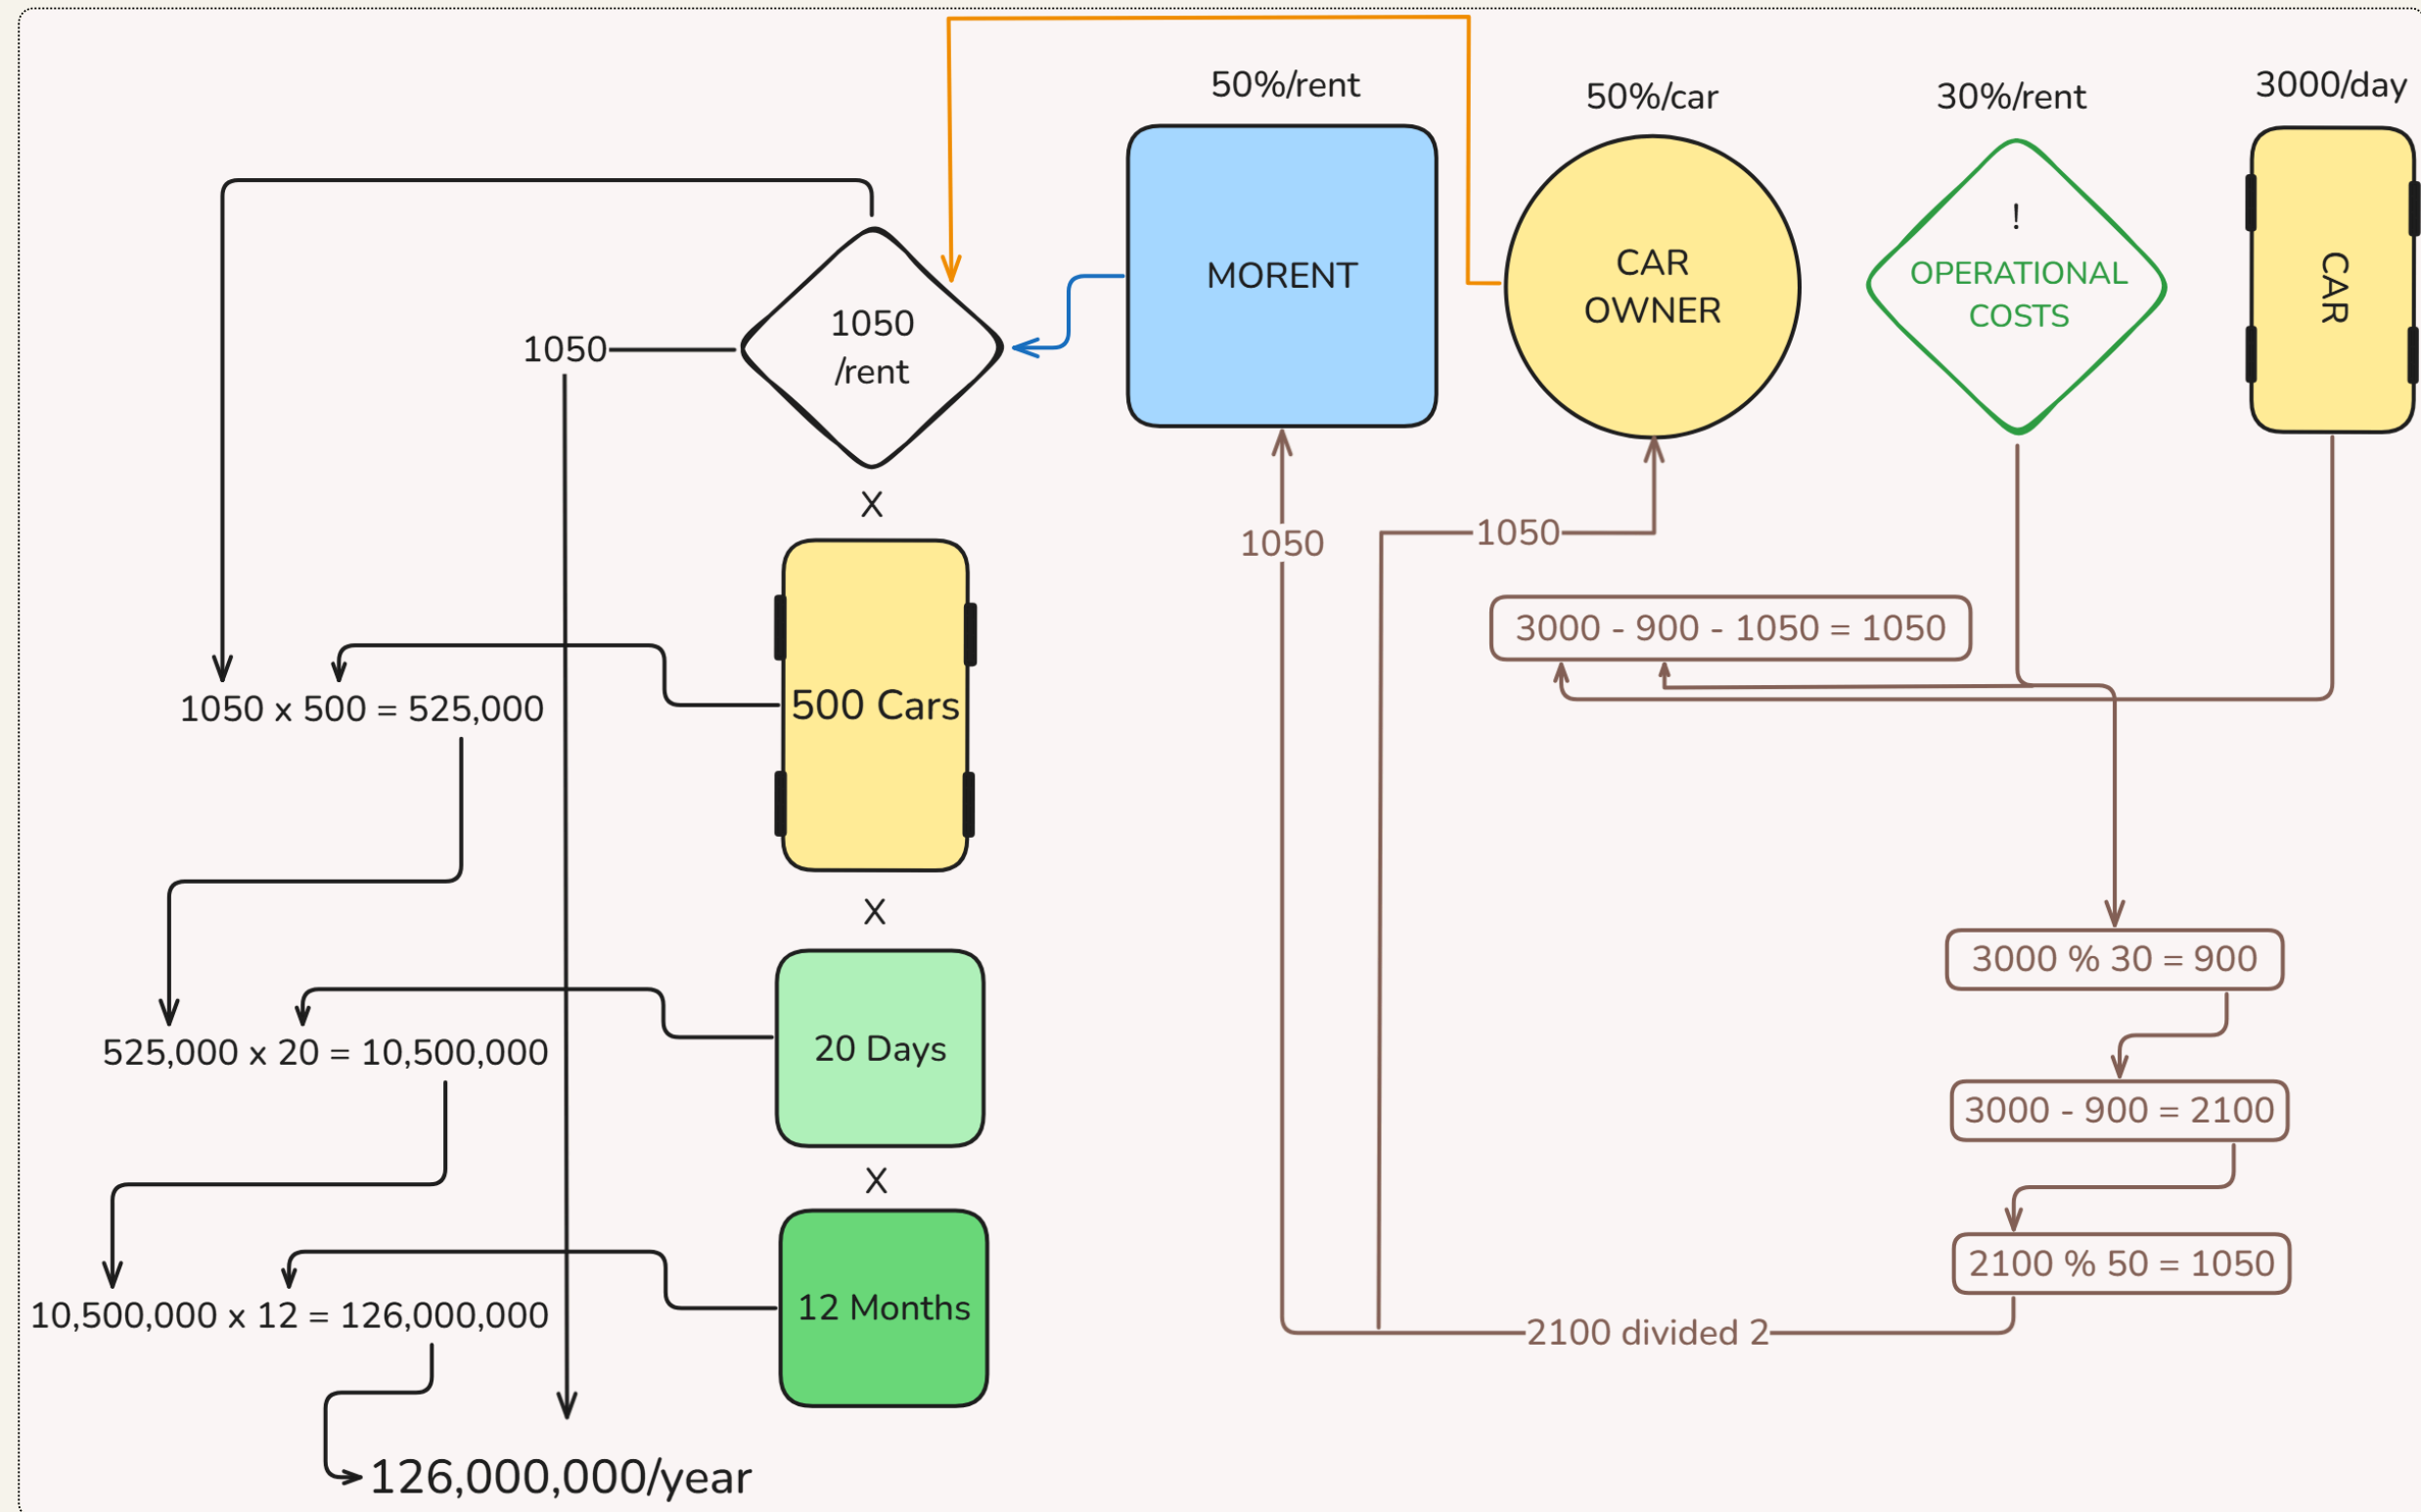 50%/rent
50%/car
30%/rent
3000/day
MORENT
CAR
OWNER
!
OPERATIONAL
COSTS
CAR
1050
1050
/rent
X
1050
1050
3000 - 900 - 1050 = 1050
500 Cars
1050 x 500 = 525,000
X
3000 % 30 = 900
20 Days
525,000 x 20 = 10,500,000
3000 - 900 = 2100
X
2100 % 50 = 1050
12 Months
10,500,000 x 12 = 126,000,000
2100 divided 2
126,000,000/year